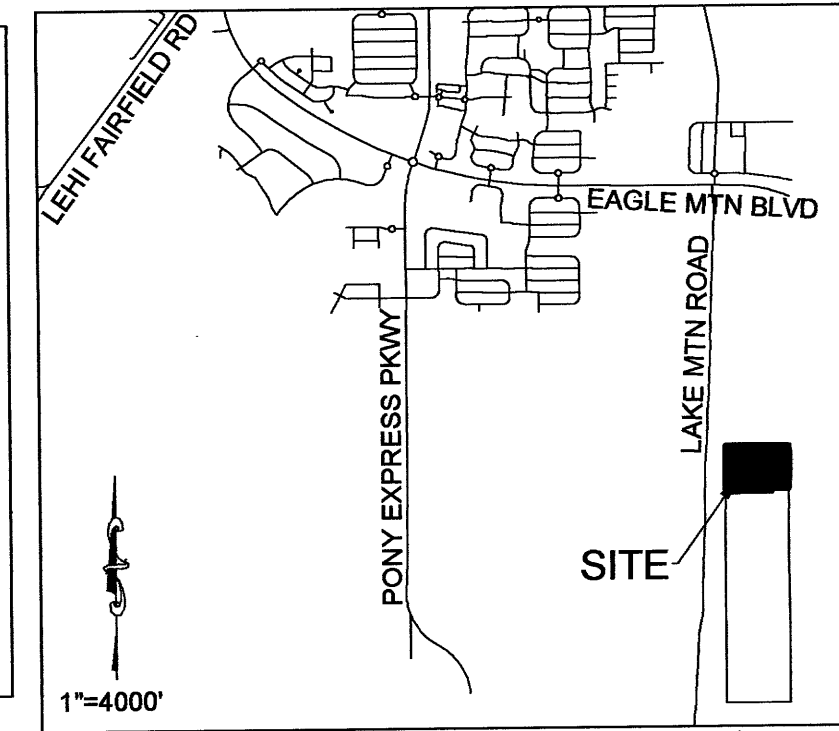 LEHI FAIRFIELD RD
EAGLE MTN BLVD
LAKE MTN ROAD
PONY EXPRESS PKWY
SITE
1"=4000'